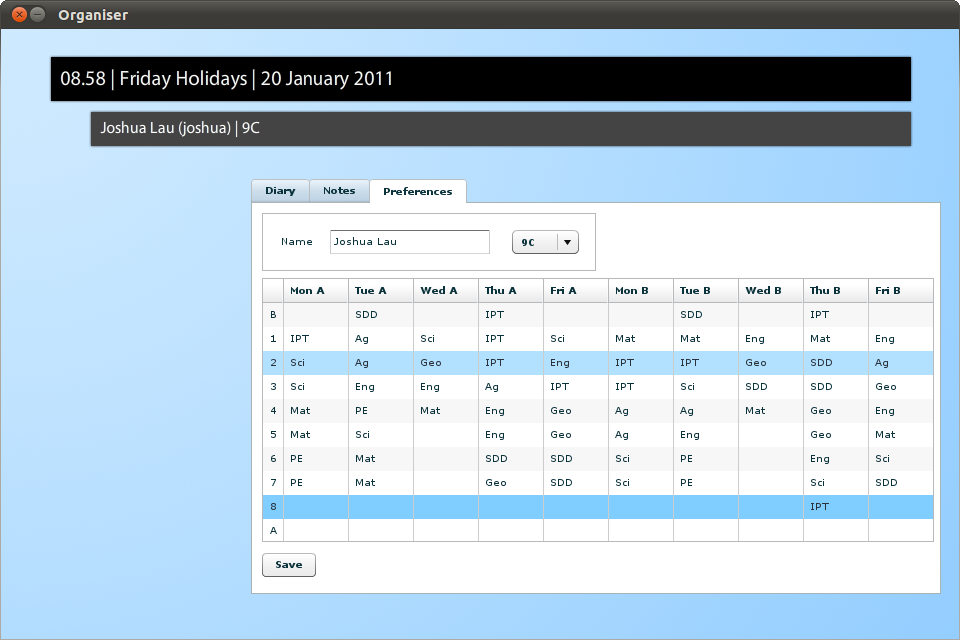 Organiser
08.58 | Friday Holidays | 20 January 2011
Joshua Lau (joshua) | 9C
Diary Notes Preferences
Name Joshua Lau 9C
Mon A Tue A Wed A Thu A Fri A Mon B Tue B Wed B Thu B Fri B
B SDD IPT SDD IPT
1 IPT Ag Sci IPT Sci Mat Mat Eng Mat Eng
2 Sci Ag Geo IPT Eng IPT IPT Geo SDD Ag
3 Sci Eng Eng Ag IPT IPT Sci SDD SDD Geo
4 Mat PE Mat Eng Geo Ag Ag Mat Geo Eng
5 Mat Sci Eng Geo Ag Eng Geo Mat
6 PE Mat SDD SDD Sci PE Eng Sci
7 PE Mat Geo SDD Sci PE Sci SDD
8 IPT
A
Save